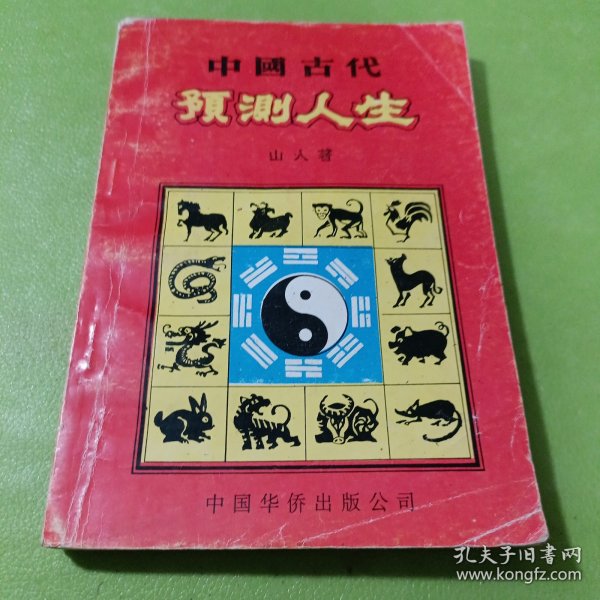 中國古代
預測人生
山人著
中国华侨出版公司
孔夫子旧书网
www.kongfz.com